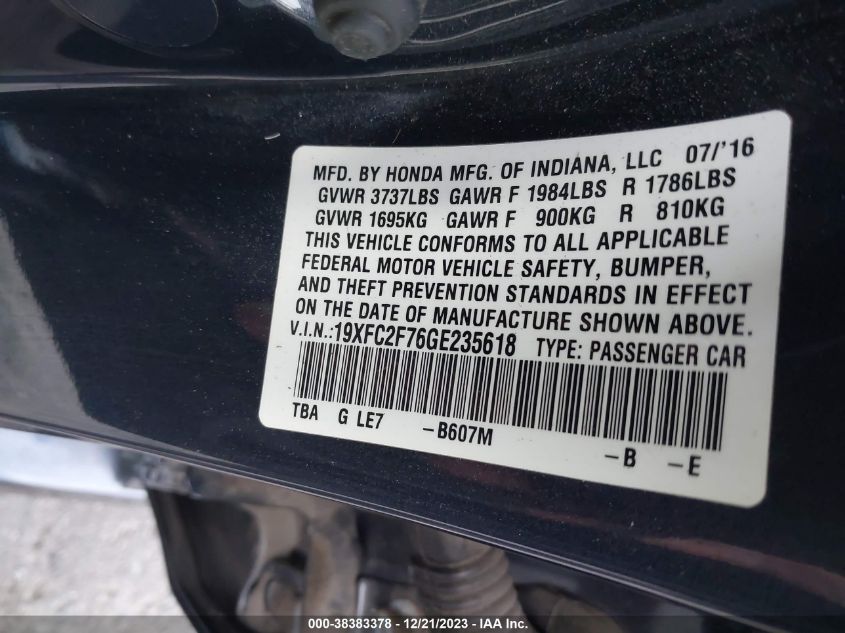 MFD. BY HONDA MFG. OF INDIANA, LLC 07/'16
GVWR 3737LBS GAWR F 1984LBS R 1786LBS
GVWR 1695KG GAWR F 900KG R 810KG
THIS VEHICLE CONFORMS TO ALL APPLICABLE
FEDERAL MOTOR VEHICLE SAFETY, BUMPER,
AND THEFT PREVENTION STANDARDS IN EFFECT
ON THE DATE OF MANUFACTURE SHOWN ABOVE.
V.I.N.:19XFC2F76GE235618 TYPE: PASSENGER CAR
TBA G LE7 -B607M -B -E
000-38383378 - 12/21/2023 - IMAGE 9